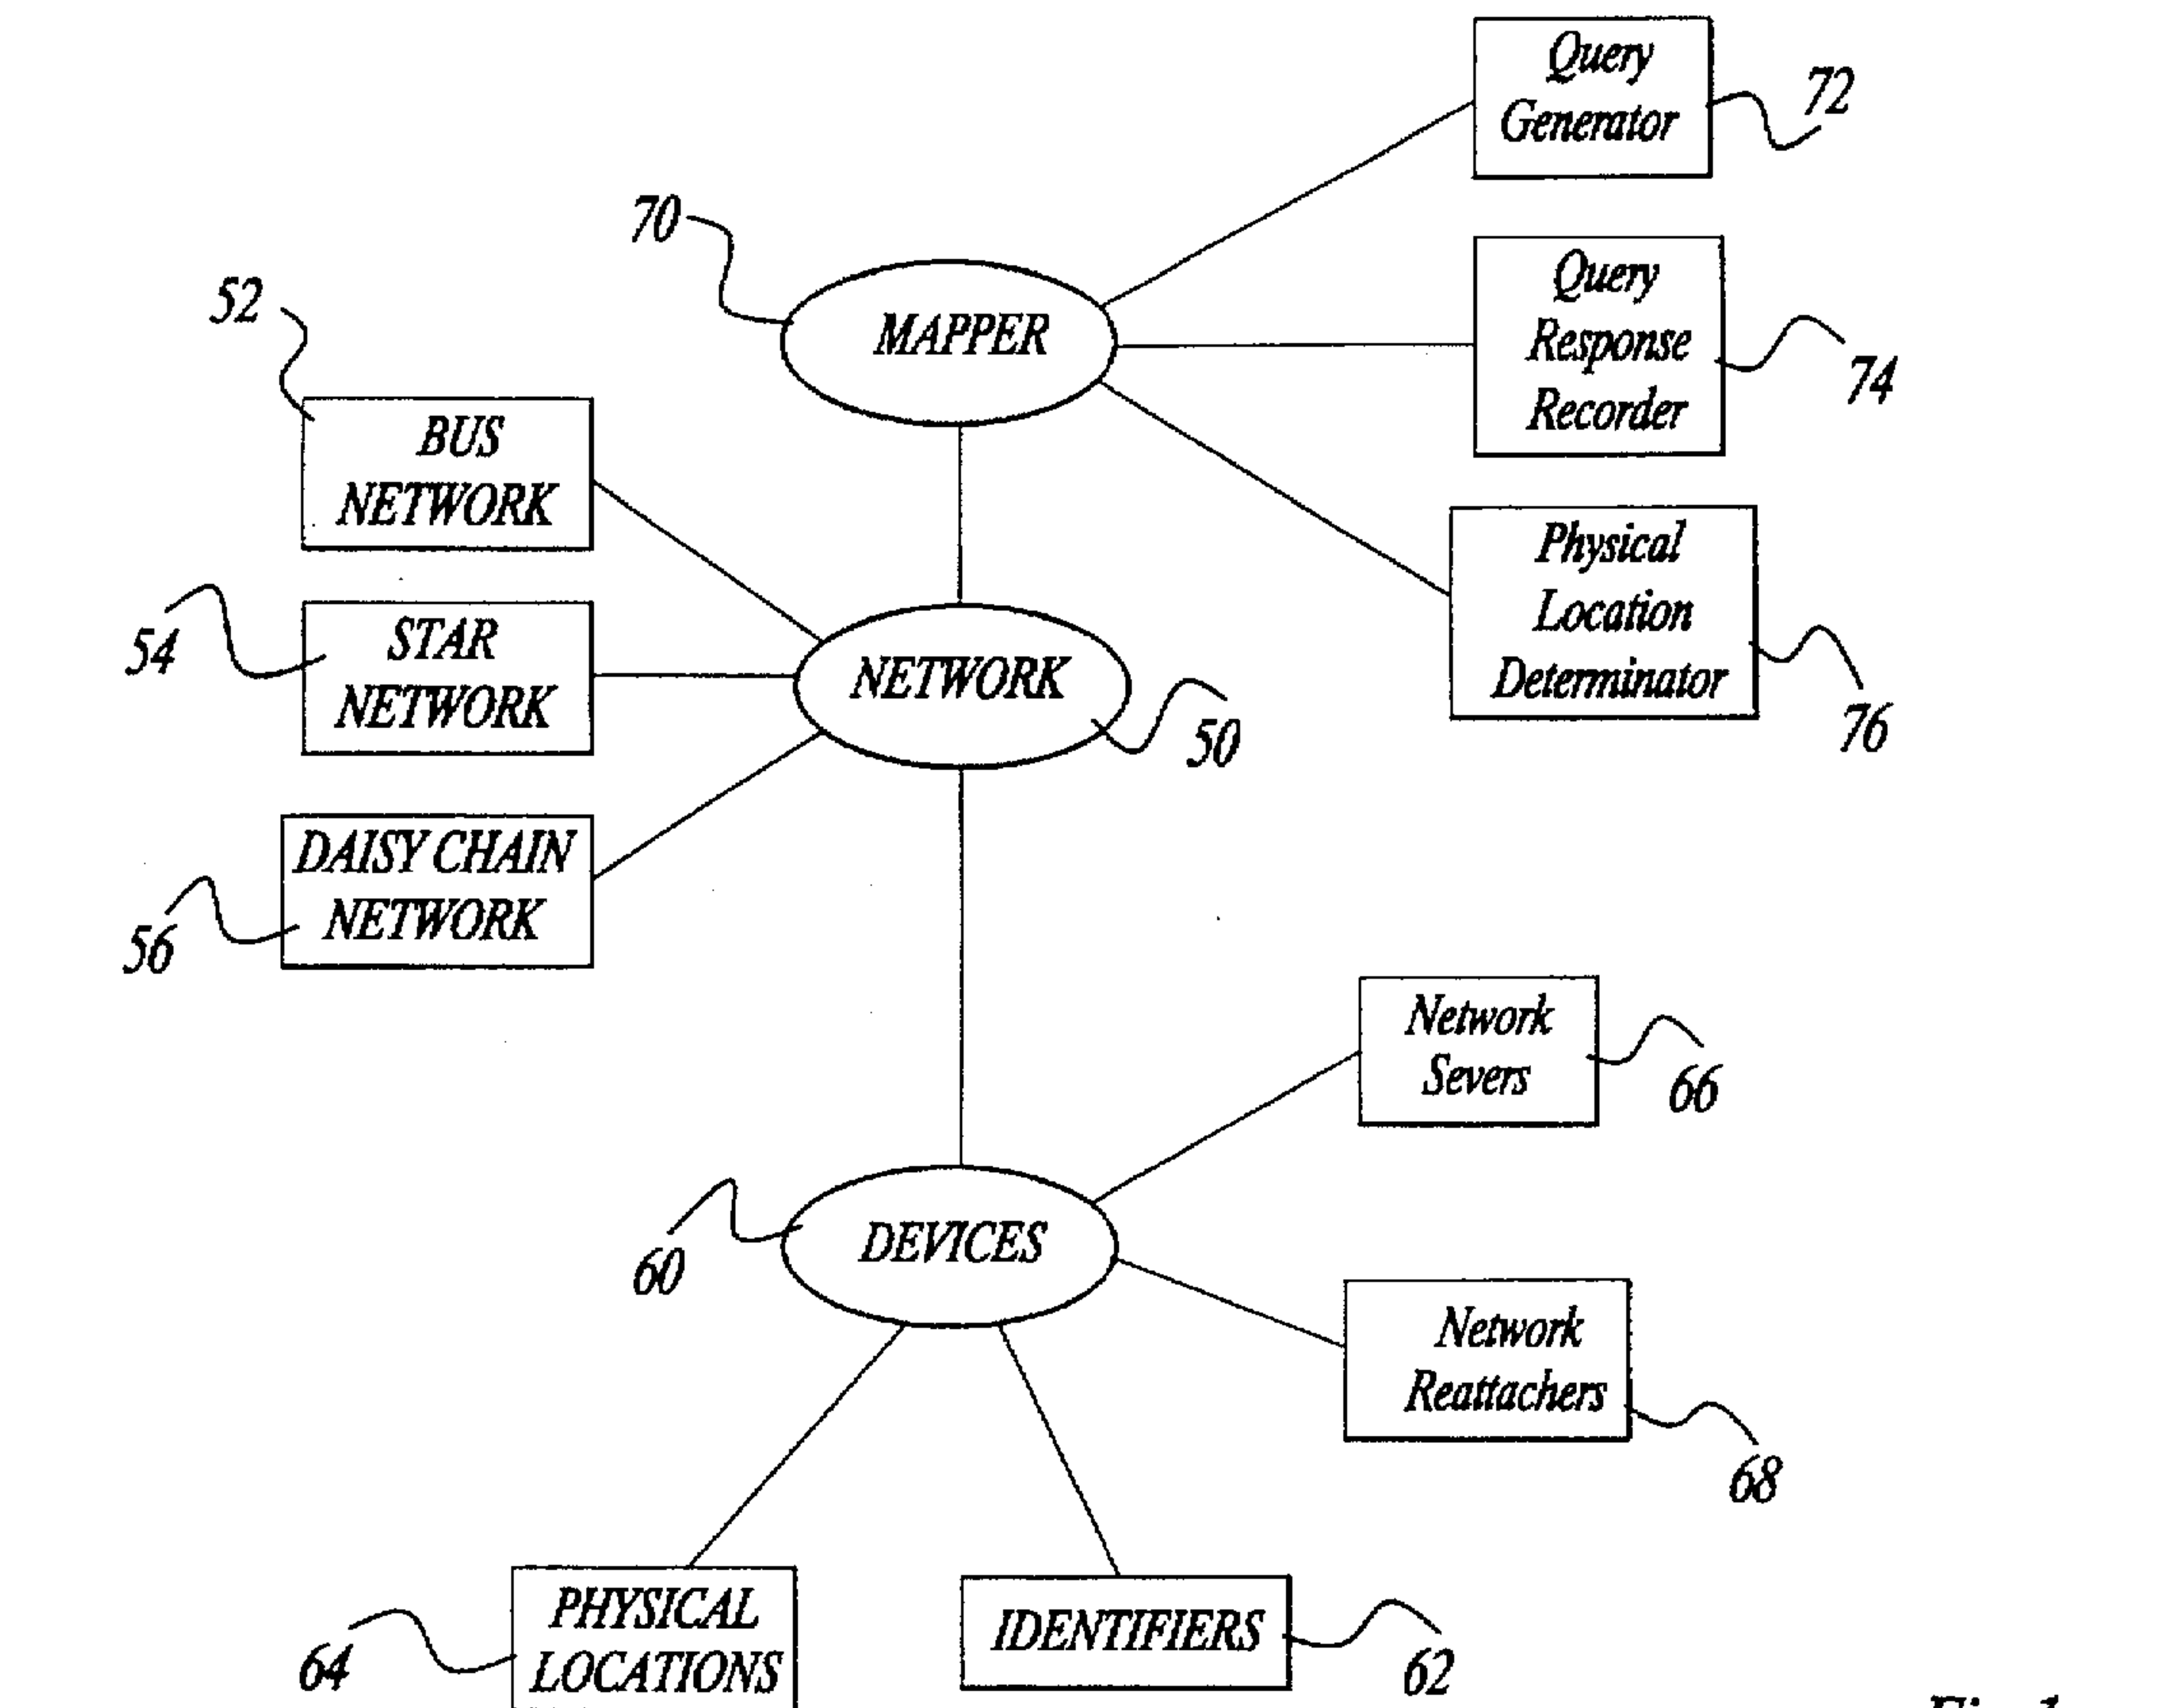 Query
Generator
72
70
MAPPER
Query
Response
Recorder
74
52
BUS
NETWORK
Physical
Location
Determinator
76
54
STAR
NETWORK
NETWORK
50
DAISY CHAIN
NETWORK
56
Network
Severs
66
60
DEVICES
Network
Reattachers
68
PHYSICAL
LOCATIONS
64
IDENTIFIERS
62